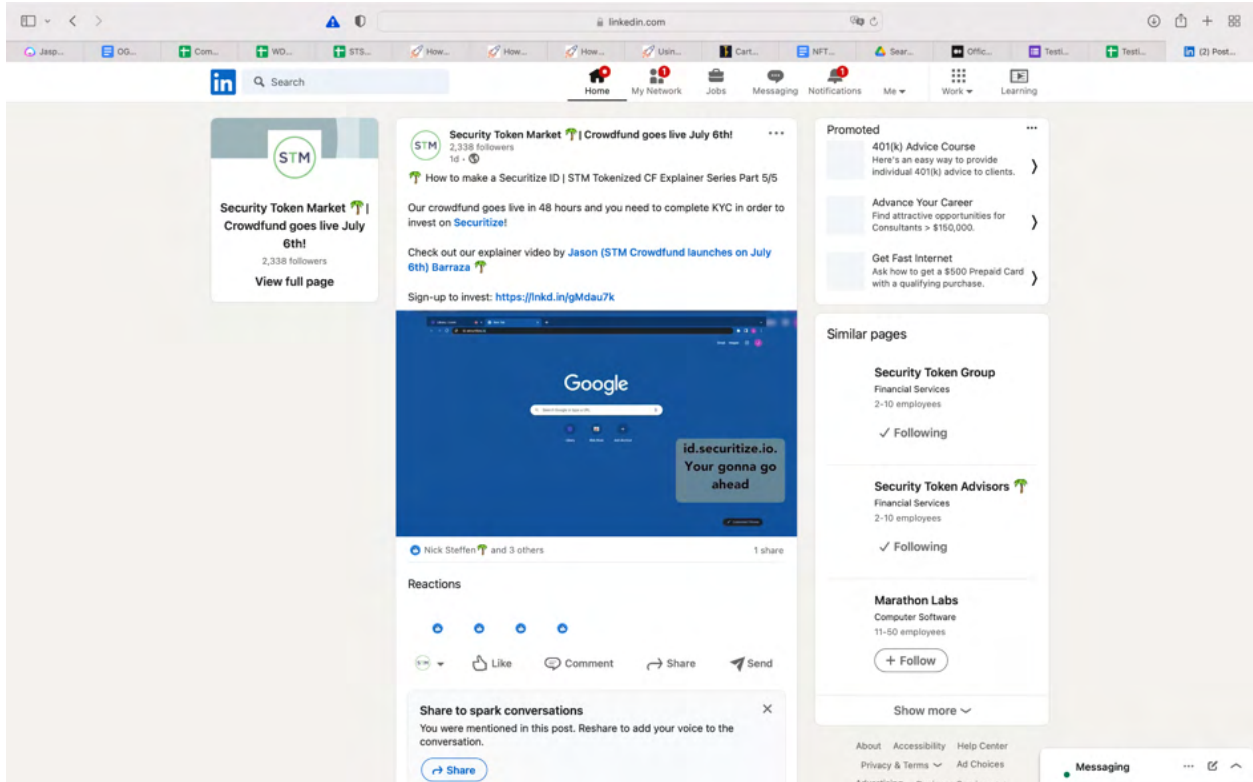 linkedin.com
Jasp...
OG...
Com...
WD...
STS...
How...
How...
How...
Usin...
Cart...
NFT...
Sear...
Offic...
Testi...
Testi...
(2) Post...
in
Search
Home
My Network
1
Jobs
Messaging
Notifications
1
Me
Work
Learning
STM
Security Token Market 🌴 |
Crowdfund goes live July
6th!
2,338 followers
View full page
STM
Security Token Market 🌴 | Crowdfund goes live July 6th!
2,338 followers
1d •
🌴 How to make a Securitize ID | STM Tokenized CF Explainer Series Part 5/5
Our crowdfund goes live in 48 hours and you need to complete KYC in order to
invest on Securitize!
Check out our explainer video by Jason (STM Crowdfund launches on July
6th) Barraza 🌴
Sign-up to invest: https://lnkd.in/gMdau7k
Google
id.securitize.io.
Your gonna go
ahead
Nick Steffen🌴 and 3 others
1 share
Reactions
Like
Comment
Share
Send
Share to spark conversations
You were mentioned in this post. Reshare to add your voice to the
conversation.
Share
Promoted
401(k) Advice Course
Here's an easy way to provide
individual 401(k) advice to clients.
Advance Your Career
Find attractive opportunities for
Consultants > $150,000.
Get Fast Internet
Ask how to get a $500 Prepaid Card
with a qualifying purchase.
Similar pages
Security Token Group
Financial Services
2-10 employees
✓ Following
Security Token Advisors 🌴
Financial Services
2-10 employees
✓ Following
Marathon Labs
Computer Software
11-50 employees
+ Follow
Show more
About Accessibility Help Center
Privacy & Terms Ad Choices
Messaging